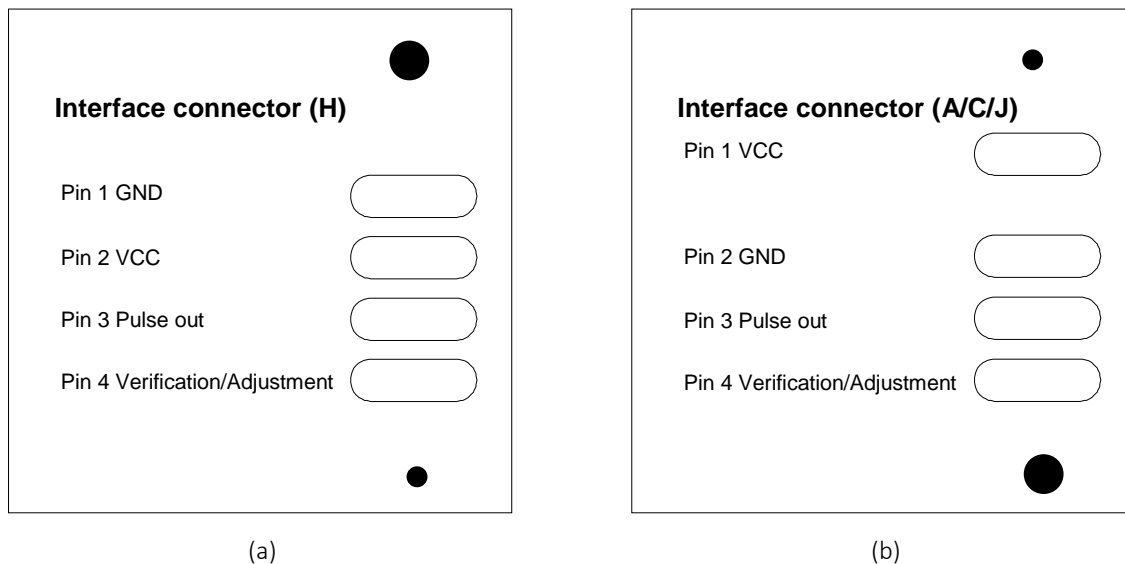 Interface connector (H)
Pin 1 GND
Pin 2 VCC
Pin 3 Pulse out
Pin 4 Verification/Adjustment
(a)
Interface connector (A/C/J)
Pin 1 VCC
Pin 2 GND
Pin 3 Pulse out
Pin 4 Verification/Adjustment
(b)